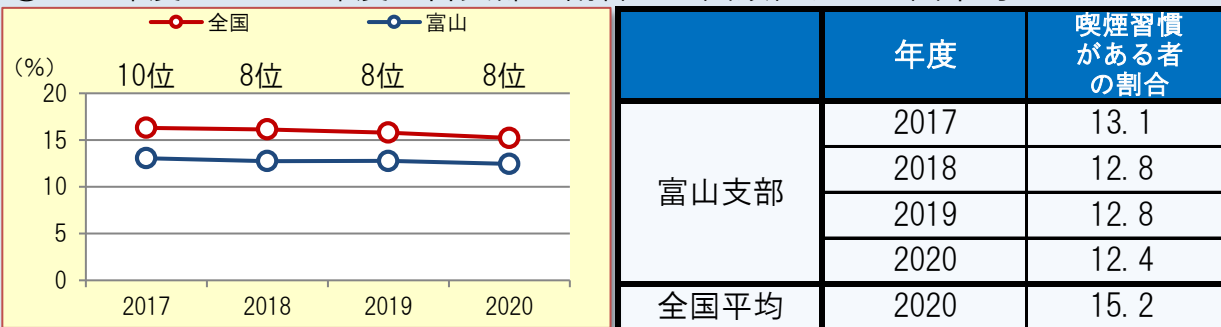 全国 富山
(%) 10位 8位 8位 8位
20
15
10
5
0
2017 2018 2019 2020
年度 喫煙習慣
がある者
の割合
富山支部
2017 13.1
2018 12.8
2019 12.8
2020 12.4
全国平均 2020 15.2